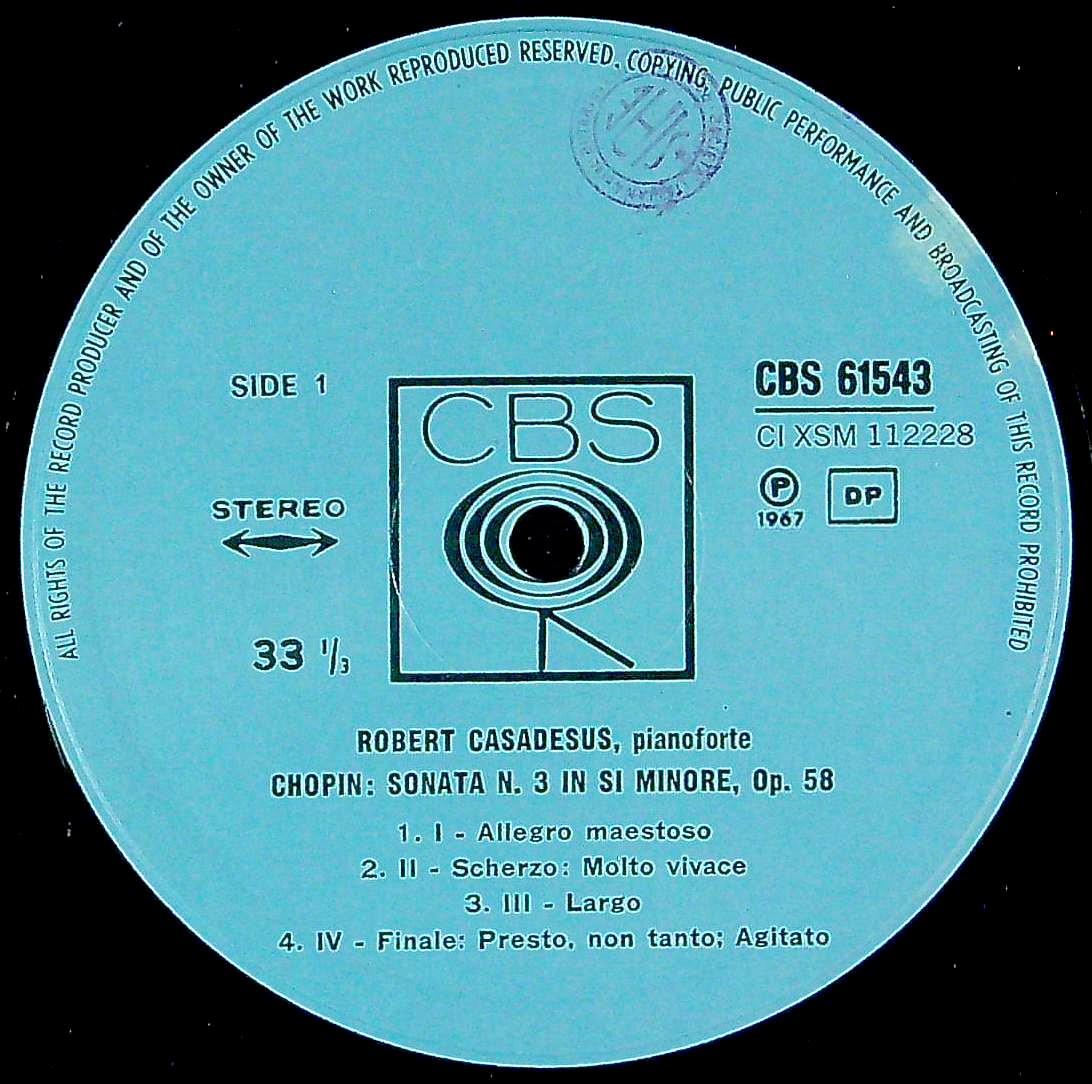 ALL RIGHTS OF THE RECORD PRODUCER AND OF THE OWNER OF THE WORK REPRODUCED RESERVED. COPYING, PUBLIC PERFORMANCE AND BROADCASTING OF THIS RECORD PROHIBITED
SIDE 1
STEREO
33 1/3
CBS
CBS 61543
CI XSM 112228
℗ DP
1967
ROBERT CASADESUS, pianoforte
CHOPIN: SONATA N. 3 IN SI MINORE, Op. 58
1. I - Allegro maestoso
2. II - Scherzo: Molto vivace
3. III - Largo
4. IV - Finale: Presto, non tanto; Agitato